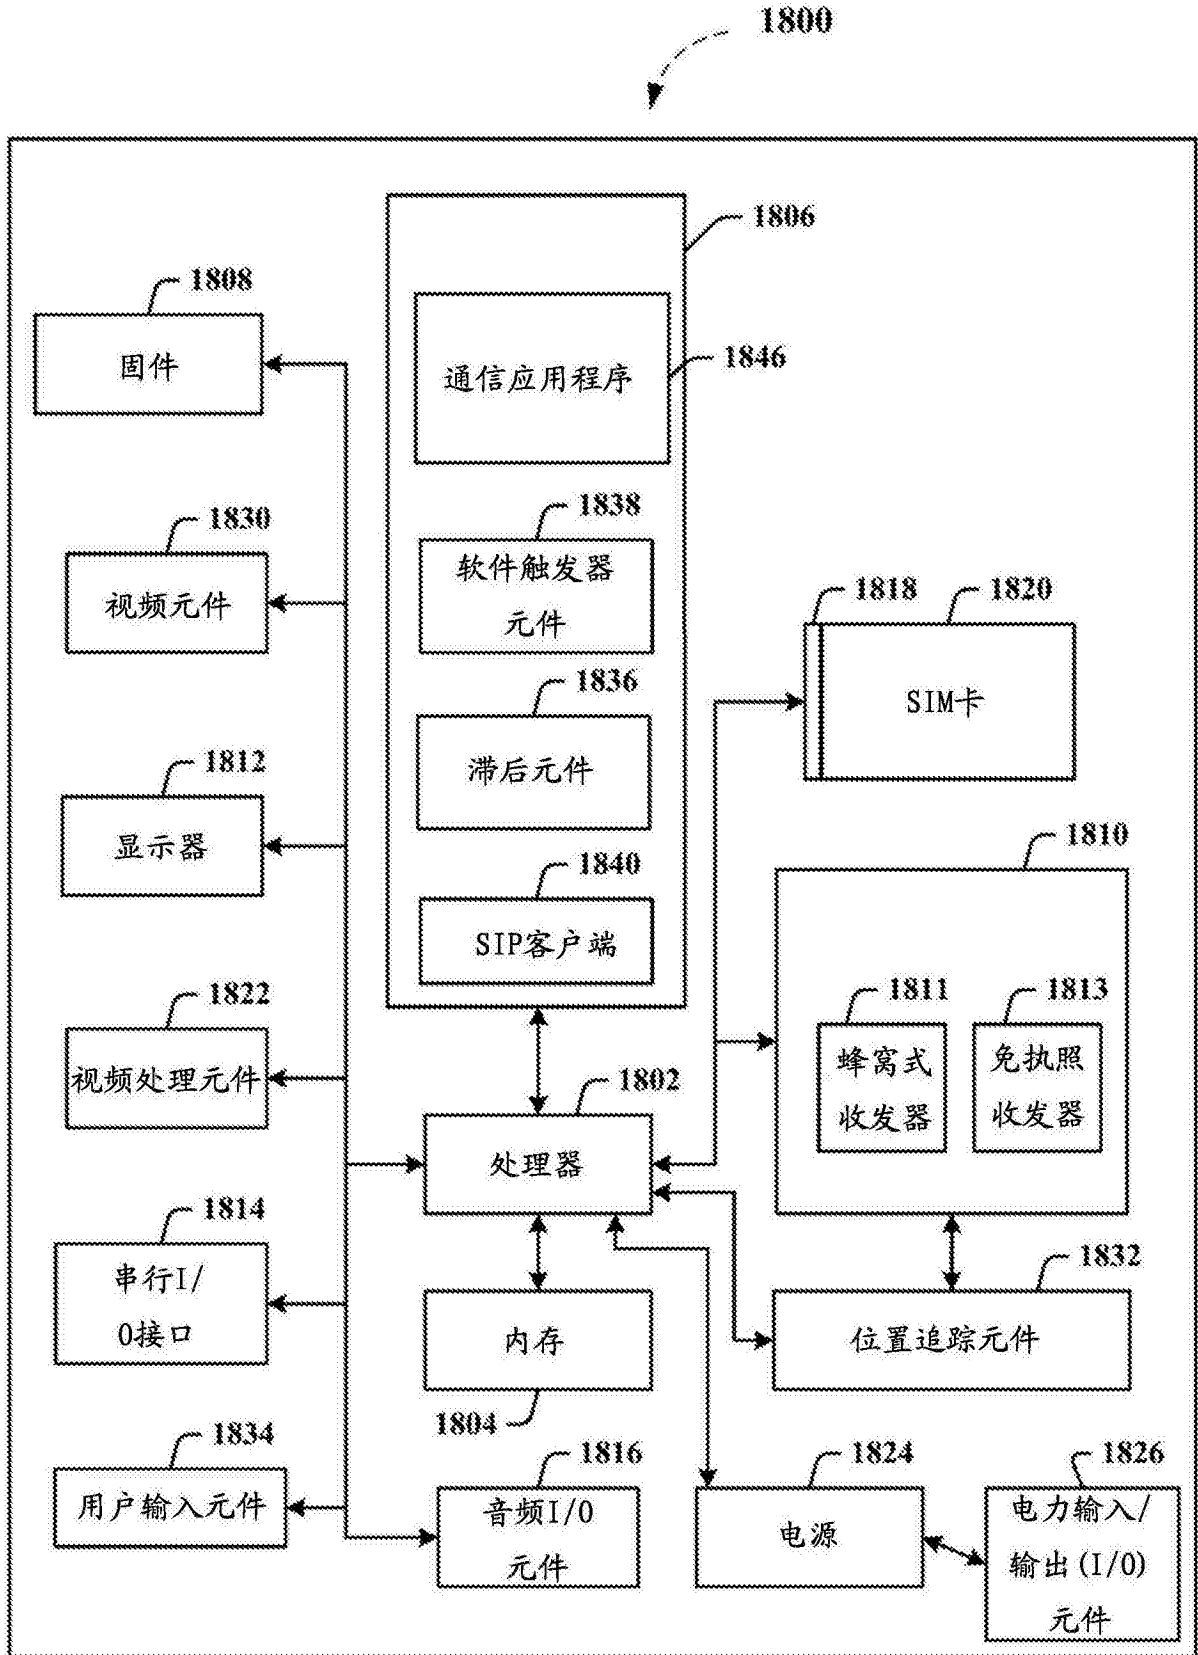 1800
1806
1808
固件
通信应用程序
1846
1838
软件触发器
元件
1830
视频元件
1818
1820
SIM卡
1836
滞后元件
1812
显示器
1810
1840
SIP客户端
1811
蜂窝式
收发器
1813
免执照
收发器
1822
视频处理元件
1802
处理器
1814
串行I/
O接口
内存
1804
1832
位置追踪元件
1834
用户输入元件
1816
音频I/O
元件
1824
电源
1826
电力输入/
输出(I/O)
元件